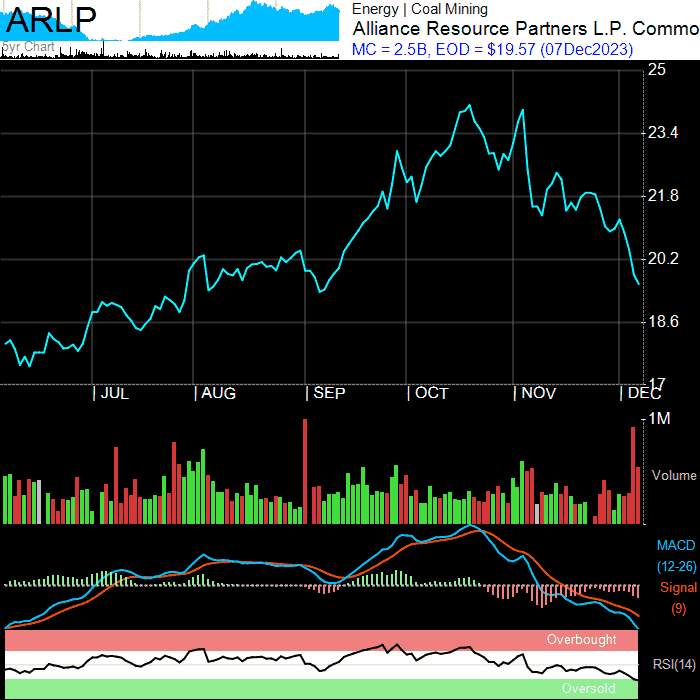 ARLP
5yr Chart
Energy | Coal Mining
Alliance Resource Partners L.P. Commo
MC = 2.5B, EOD = $19.57 (07Dec2023)
25
23.4
21.8
20.2
18.6
17
JUL AUG SEP OCT NOV DEC
1M
Volume
MACD
(12-26)
Signal
(9)
Overbought
RSI(14)
Oversold